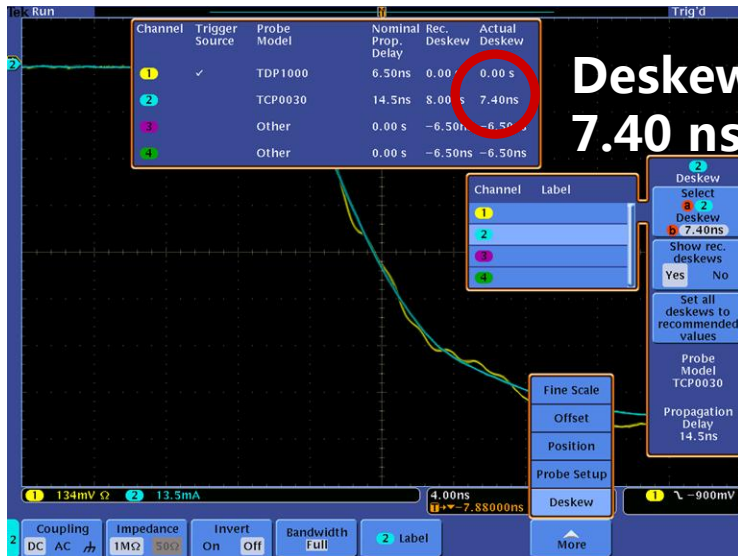 Tek Run
Trig'd
Channel Trigger Source Probe Model Nominal Prop. Delay Rec. Deskew Actual Deskew
1 ✓ TDP1000 6.50ns 0.00 s 0.00 s
2 TCP0030 14.5ns 8.00ns 7.40ns
3 Other 0.00 s −6.50ns −6.50ns
4 Other 0.00 s −6.50ns −6.50ns
Deskew
7.40 ns
2
Channel Label
1
2
3
4
2
Deskew
Select
a 2
Deskew
b 7.40ns
Show rec.
deskews
Yes No
Set all
deskews to
recommended
values
Probe
Model
TCP0030
Propagation
Delay
14.5ns
Fine Scale
Offset
Position
Probe Setup
Deskew
1 134mV Ω 2 13.5mA
4.00ns
T→▼−7.88000ns
1 −900mV
2
Coupling
DC AC
Impedance
1MΩ 50Ω
Invert
On Off
Bandwidth
Full
2 Label
More